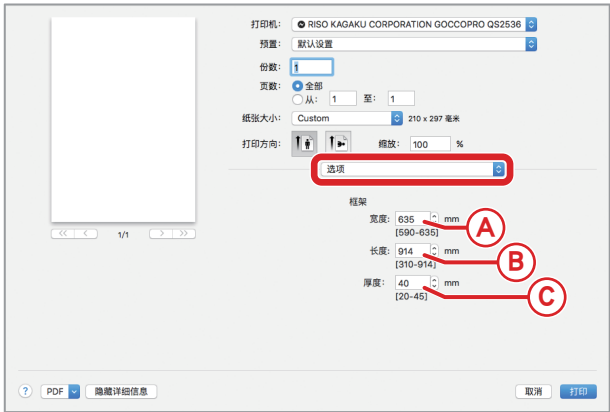 打印机: RISO KAGAKU CORPORATION GOCCOPRO QS2536
预置: 默认设置
份数: 1
页数: 全部
从: 1 至: 1
纸张大小: Custom 210 x 297 毫米
打印方向: 缩放: 100 %
选项
框架
宽度: 635 mm A
[590-635]
长度: 914 mm B
[310-914]
厚度: 40 mm C
[20-45]
<< < 1/1 > >>
? PDF 隐藏详细信息 取消 打印